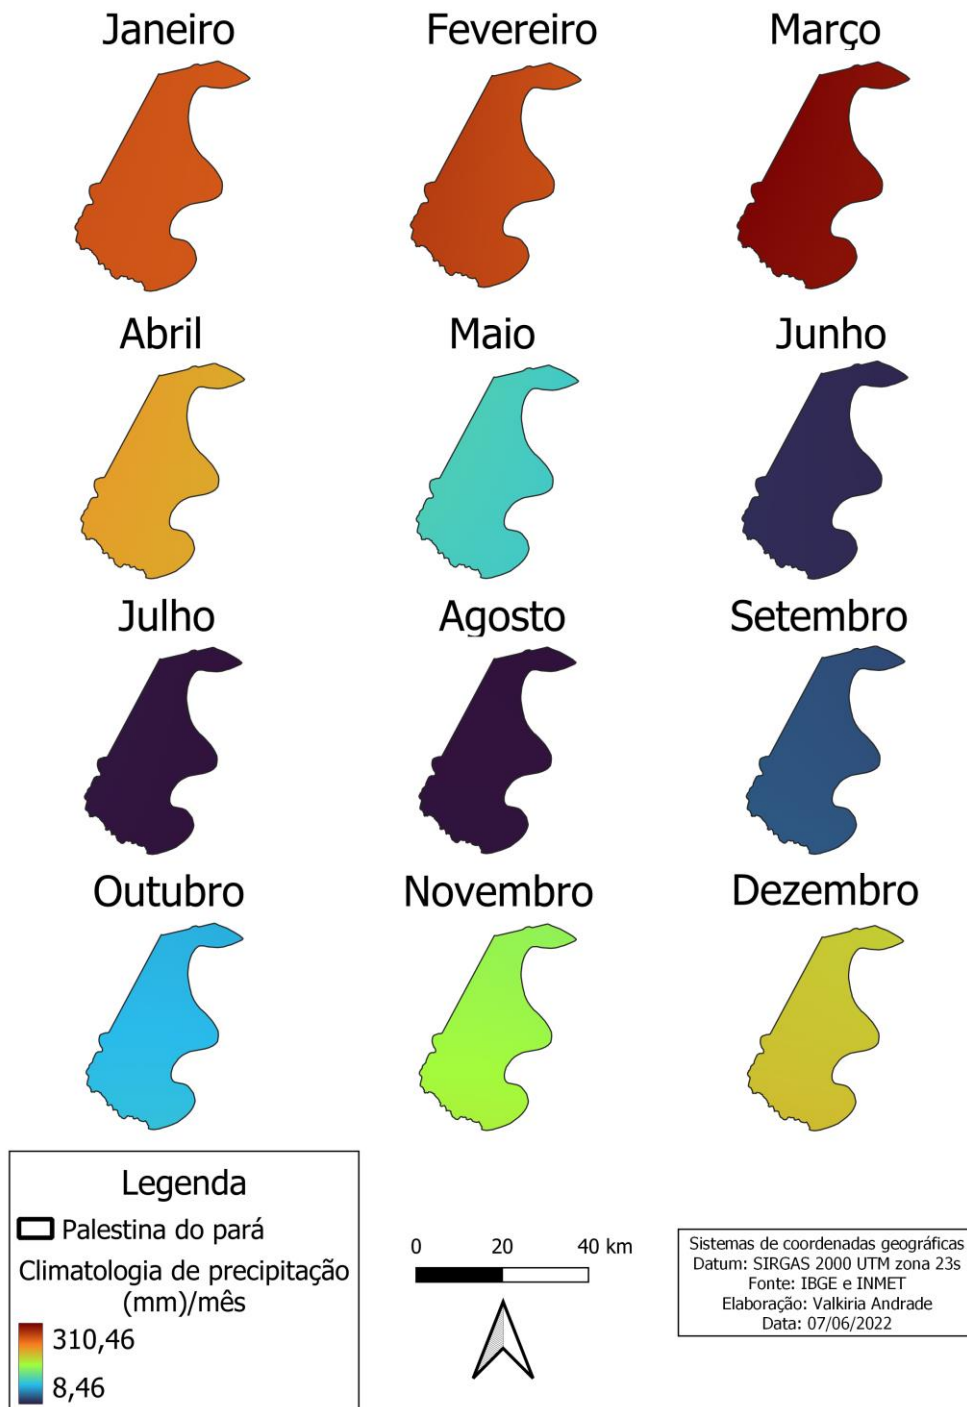 Janeiro
Fevereiro
Março
Abril
Maio
Junho
Julho
Agosto
Setembro
Outubro
Novembro
Dezembro
Legenda
Palestina do pará
Climatologia de precipitação
(mm)/mês
310,46
8,46
0 20 40 km
Sistemas de coordenadas geográficas
Datum: SIRGAS 2000 UTM zona 23s
Fonte: IBGE e INMET
Elaboração: Valkiria Andrade
Data: 07/06/2022